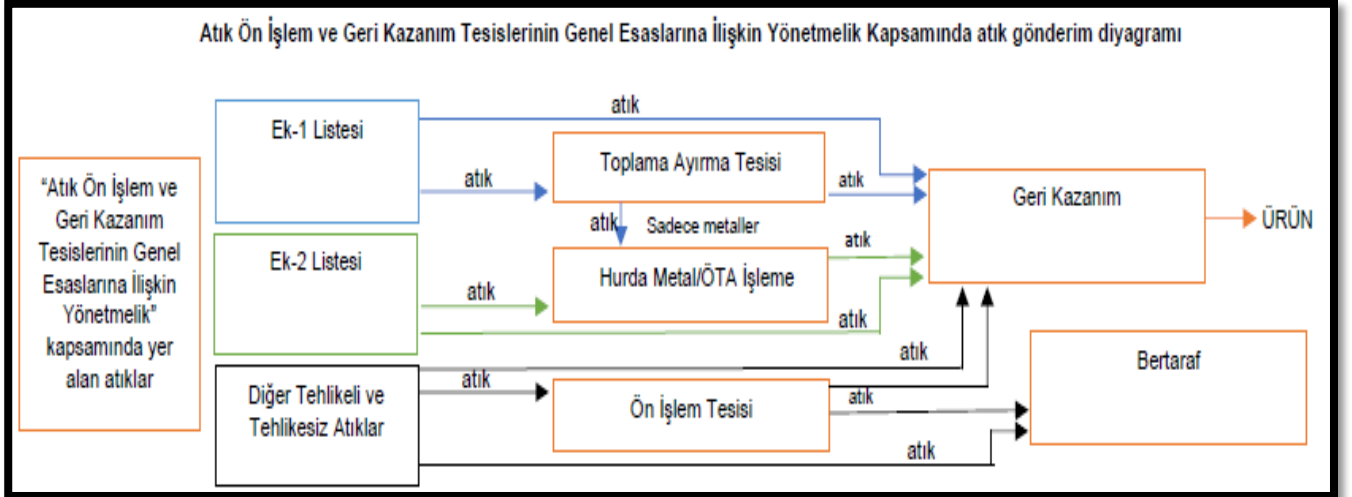 Atık Ön İşlem ve Geri Kazanım Tesislerinin Genel Esaslarına İlişkin Yönetmelik Kapsamında atık gönderim diyagramı
“Atık Ön İşlem ve
Geri Kazanım
Tesislerinin Genel
Esaslarına İlişkin
Yönetmelik”
kapsamında yer
alan atıklar
Ek-1 Listesi
atık
atık
Toplama Ayırma Tesisi
atık
Geri Kazanım
ÜRÜN
atık
Sadece metaller
Ek-2 Listesi
atık
Hurda Metal/ÖTA İşleme
atık
atık
Diğer Tehlikeli ve
Tehlikesiz Atıklar
atık
atık
Ön İşlem Tesisi
atık
atık
Bertaraf